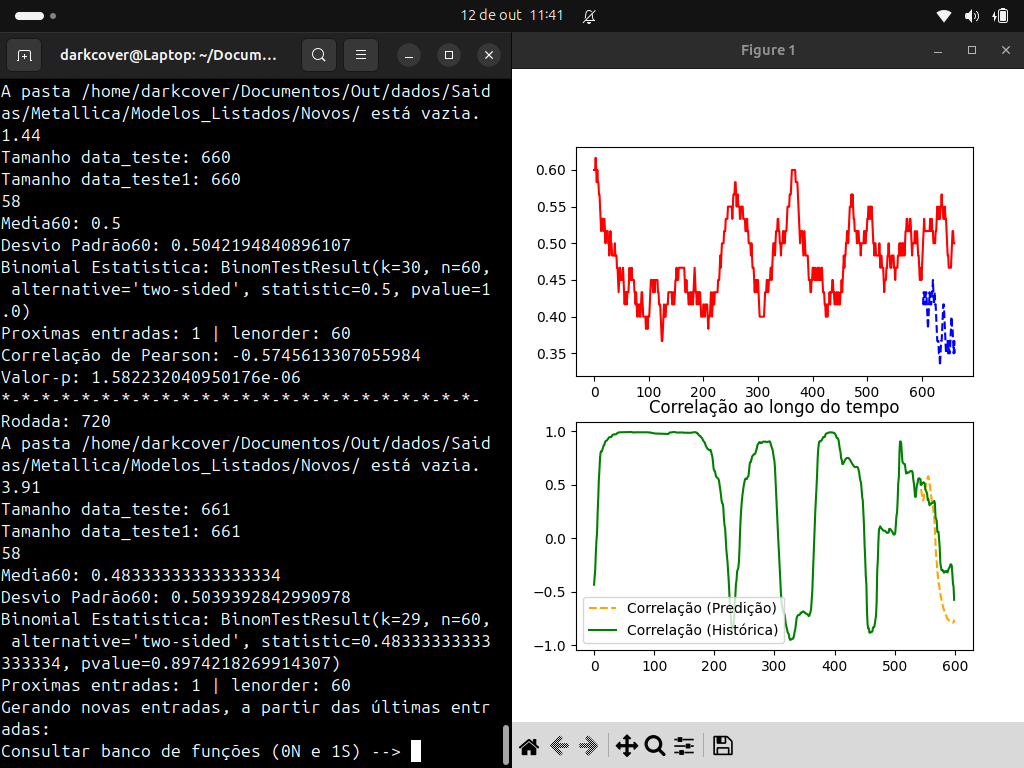 12 de out 11:41
darkcover@Laptop: ~/Docum...
Figure 1
A pasta /home/darkcover/Documentos/Out/dados/Said
as/Metallica/Modelos_Listados/Novos/ está vazia.
1.44
Tamanho data_teste: 660
Tamanho data_teste1: 660
58
Media60: 0.5
Desvio Padrão60: 0.5042194840896107
Binomial Estatistica: BinomTestResult(k=30, n=60,
 alternative='two-sided', statistic=0.5, pvalue=1
.0)
Proximas entradas: 1 | lenorder: 60
Correlação de Pearson: -0.5745613307055984
Valor-p: 1.582232040950176e-06
*-*-*-*-*-*-*-*-*-*-*-*-*-*-*-*-*-*-*-*-*-*-*-*-
Rodada: 720
A pasta /home/darkcover/Documentos/Out/dados/Said
as/Metallica/Modelos_Listados/Novos/ está vazia.
3.91
Tamanho data_teste: 661
Tamanho data_teste1: 661
58
Media60: 0.48333333333333334
Desvio Padrão60: 0.5039392842990978
Binomial Estatistica: BinomTestResult(k=29, n=60,
 alternative='two-sided', statistic=0.48333333333
333334, pvalue=0.8974218269914307)
Proximas entradas: 1 | lenorder: 60
Gerando novas entradas, a partir das últimas entr
adas:
Consultar banco de funções (0N e 1S) -->
0.60
0.55
0.50
0.45
0.40
0.35
0 100 200 300 400 500 600
Correlação ao longo do tempo
1.0
0.5
0.0
−0.5
−1.0
Correlação (Predição)
Correlação (Histórica)
0 100 200 300 400 500 600